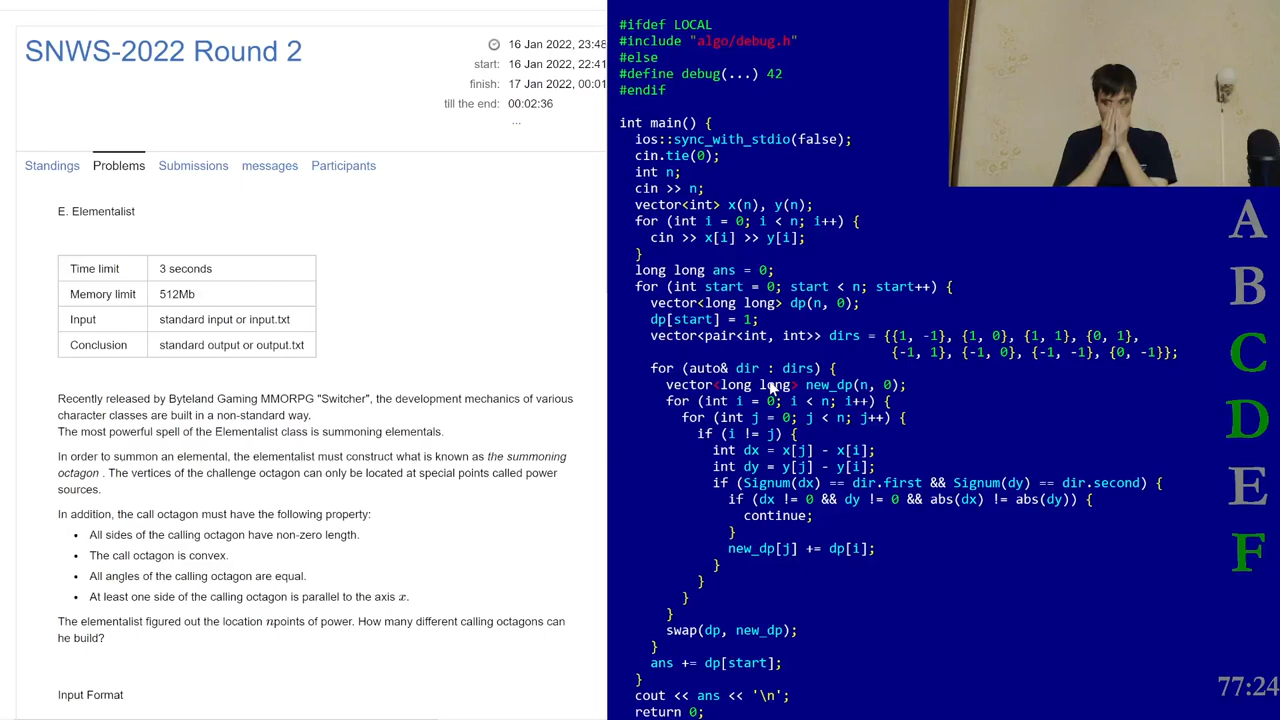 SNWS-2022 Round 2
16 Jan 2022, 23:48
start: 16 Jan 2022, 22:41
finish: 17 Jan 2022, 00:01
till the end: 00:02:36
...
Standings Problems Submissions messages Participants
E. Elementalist
Time limit 3 seconds
Memory limit 512Mb
Input standard input or input.txt
Conclusion standard output or output.txt
Recently released by Byteland Gaming MMORPG "Switcher", the development mechanics of various
character classes are built in a non-standard way.
The most powerful spell of the Elementalist class is summoning elementals.
In order to summon an elemental, the elementalist must construct what is known as the summoning
octagon . The vertices of the challenge octagon can only be located at special points called power
sources.
In addition, the call octagon must have the following property:
• All sides of the calling octagon have non-zero length.
• The call octagon is convex.
• All angles of the calling octagon are equal.
• At least one side of the calling octagon is parallel to the axis x.
The elementalist figured out the location npoints of power. How many different calling octagons can
he build?
Input Format
#ifdef LOCAL
#include "algo/debug.h"
#else
#define debug(...) 42
#endif
int main() {
ios::sync_with_stdio(false);
cin.tie(0);
int n;
cin >> n;
vector<int> x(n), y(n);
for (int i = 0; i < n; i++) {
cin >> x[i] >> y[i];
}
long long ans = 0;
for (int start = 0; start < n; start++) {
vector<long long> dp(n, 0);
dp[start] = 1;
vector<pair<int, int>> dirs = {{1, -1}, {1, 0}, {1, 1}, {0, 1},
{-1, 1}, {-1, 0}, {-1, -1}, {0, -1}};
for (auto& dir : dirs) {
vector<long long> new_dp(n, 0);
for (int i = 0; i < n; i++) {
for (int j = 0; j < n; j++) {
if (i != j) {
int dx = x[j] - x[i];
int dy = y[j] - y[i];
if (Signum(dx) == dir.first && Signum(dy) == dir.second) {
if (dx != 0 && dy != 0 && abs(dx) != abs(dy)) {
continue;
}
new_dp[j] += dp[i];
}
}
}
}
swap(dp, new_dp);
}
ans += dp[start];
}
cout << ans << '\n';
return 0;
A
B
C
D
E
F
77:24